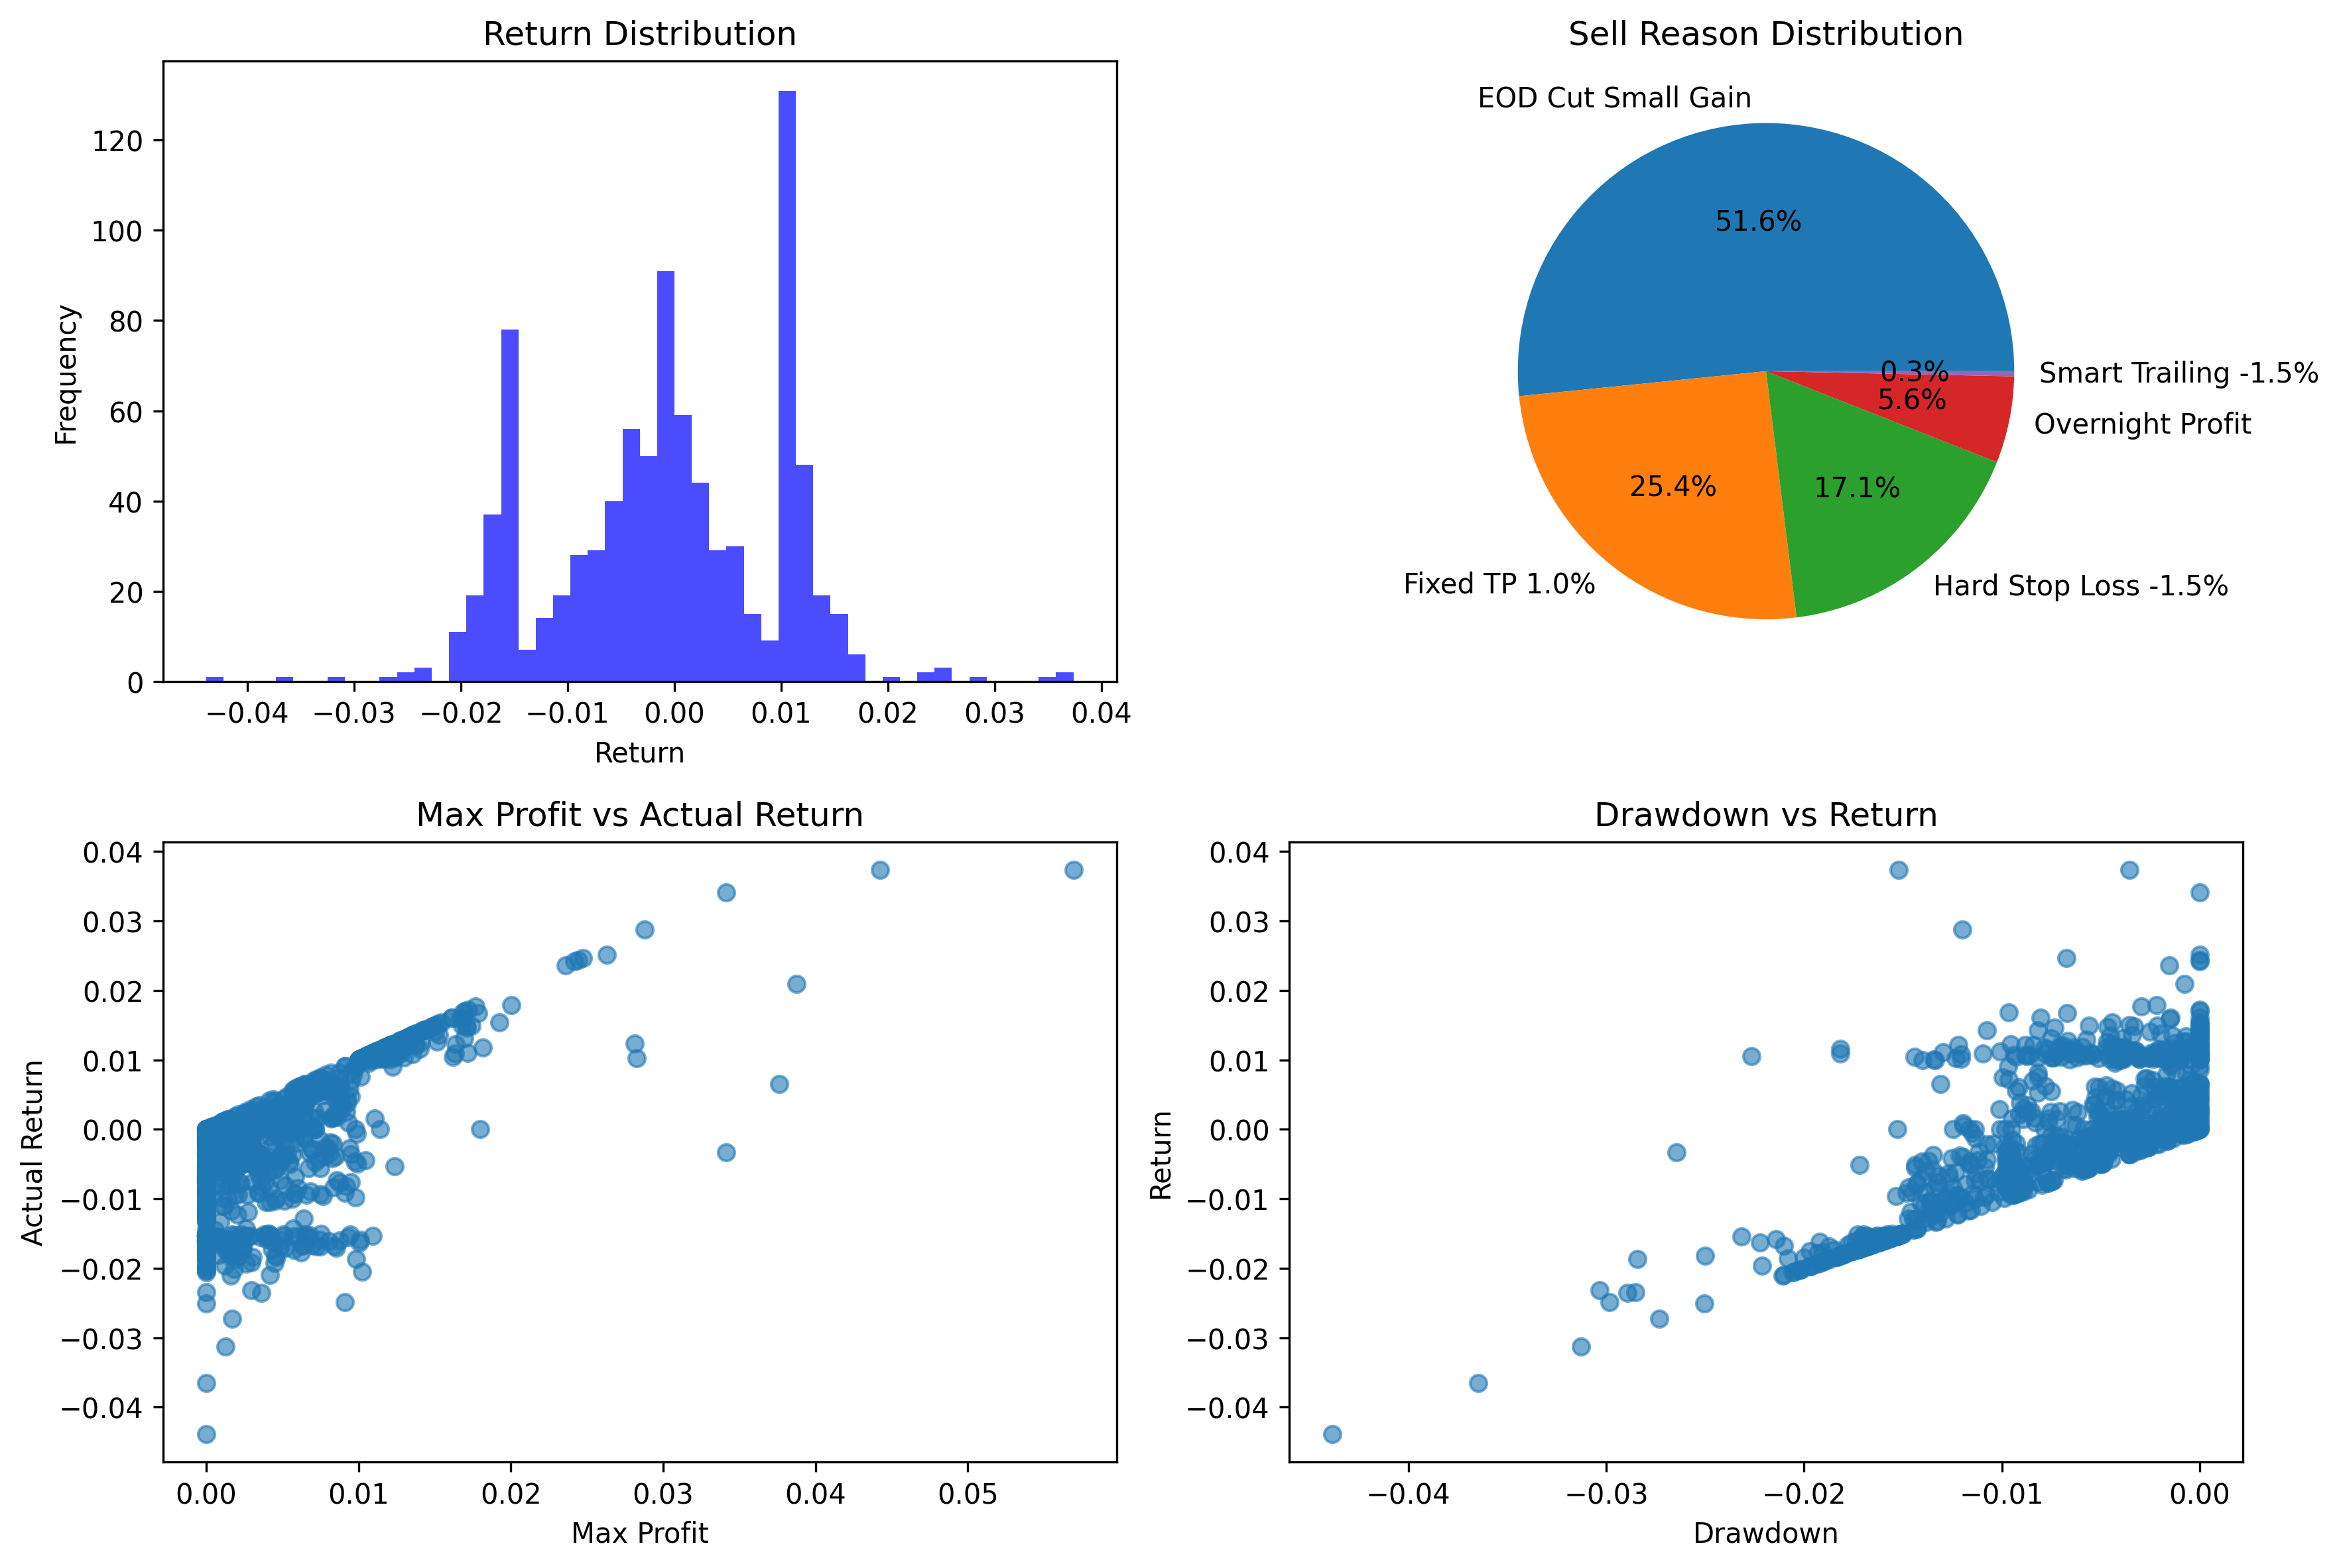 Return Distribution
120
100
80
60
40
20
0
Frequency
−0.04 −0.03 −0.02 −0.01 0.00 0.01 0.02 0.03 0.04
Return
Sell Reason Distribution
EOD Cut Small Gain
51.6%
0.3%
Smart Trailing -1.5%
5.6%
Overnight Profit
25.4%
17.1%
Fixed TP 1.0%
Hard Stop Loss -1.5%
Max Profit vs Actual Return
0.04
0.03
0.02
0.01
0.00
−0.01
−0.02
−0.03
−0.04
Actual Return
0.00 0.01 0.02 0.03 0.04 0.05
Max Profit
Drawdown vs Return
0.04
0.03
0.02
0.01
0.00
−0.01
−0.02
−0.03
−0.04
Return
−0.04 −0.03 −0.02 −0.01 0.00
Drawdown